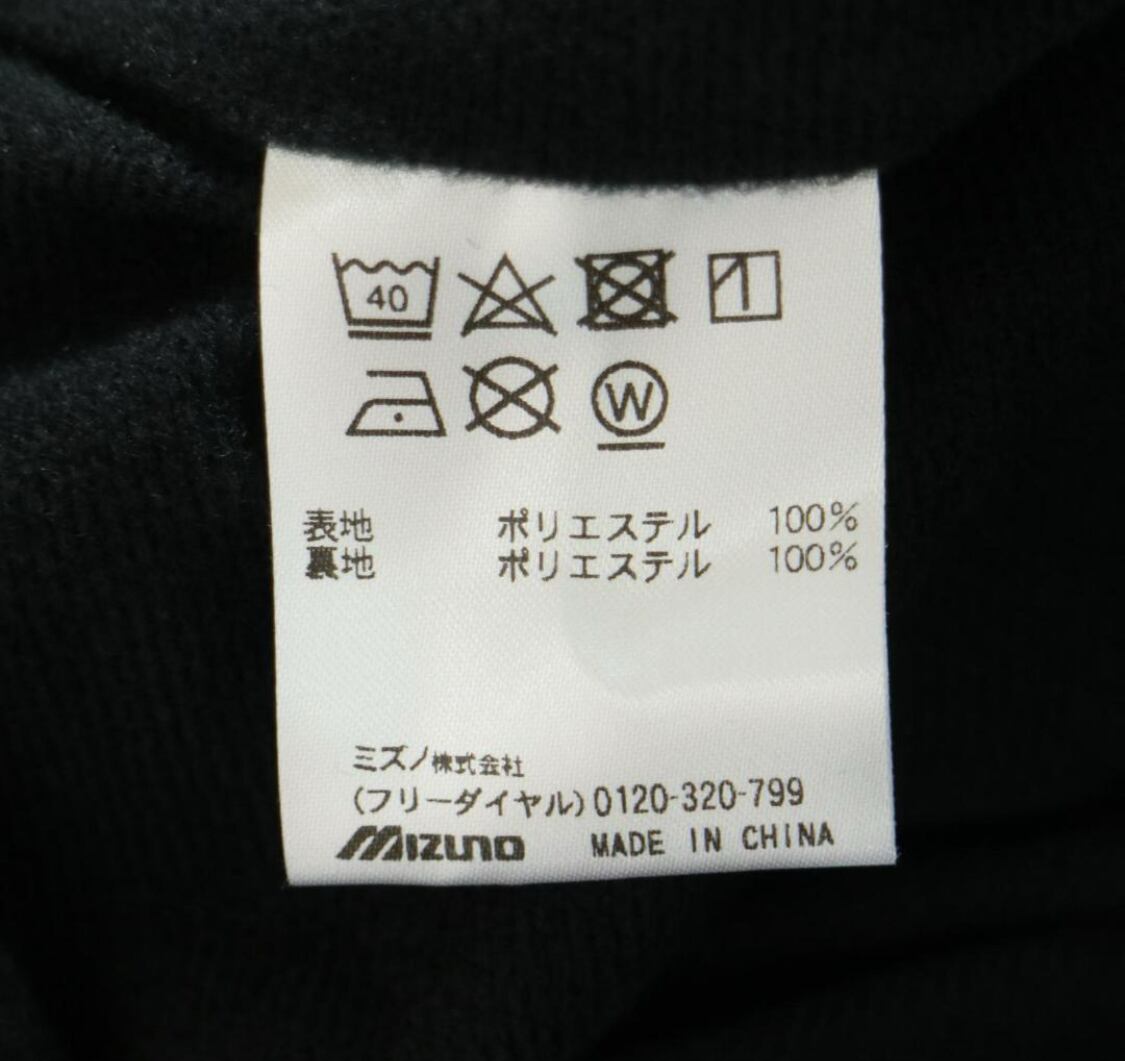 40
W
表地 ポリエステル 100%
裏地 ポリエステル 100%
ミズノ株式会社
(フリーダイヤル)0120-320-799
MIZUNO MADE IN CHINA